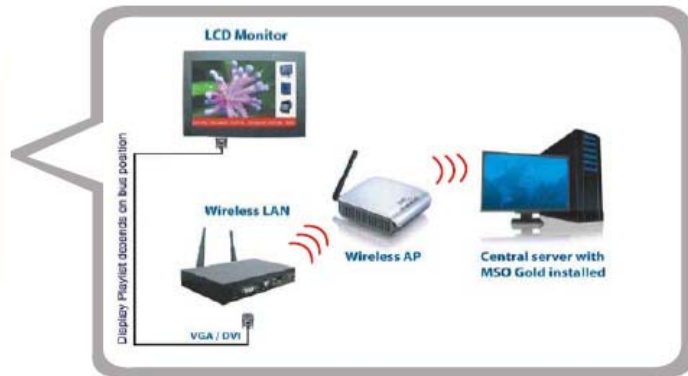 LCD Monitor
Display Playlist depends on bus position
Wireless LAN
Wireless AP
Central server with
MSO Gold installed
VGA / DVI